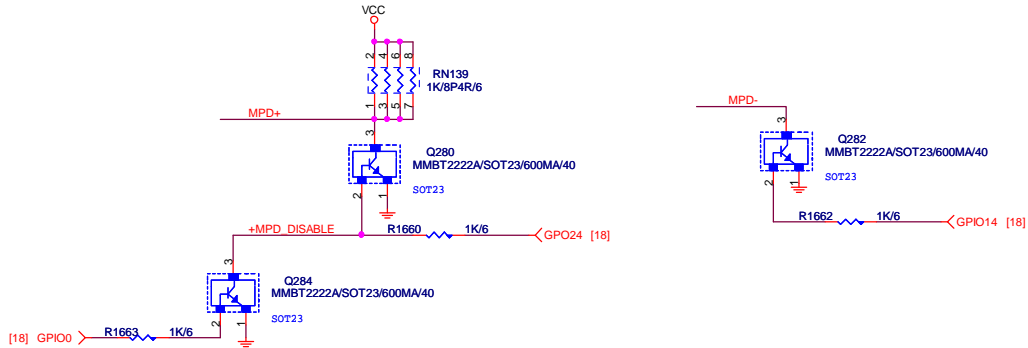 VCC
2 4 6 8
RN139
1K/8P4R/6
1 3 5 7
MPD+
MPD-
3
Q280
MMBT2222A/SOT23/600MA/40
SOT23
2 1
3
Q282
MMBT2222A/SOT23/600MA/40
SOT23
2 1
R1662 1K/6 GPIO14 [18]
+MPD_DISABLE R1660 1K/6 GPO24 [18]
3
Q284
MMBT2222A/SOT23/600MA/40
SOT23
2 1
[18] GPIO0 R1663 1K/6